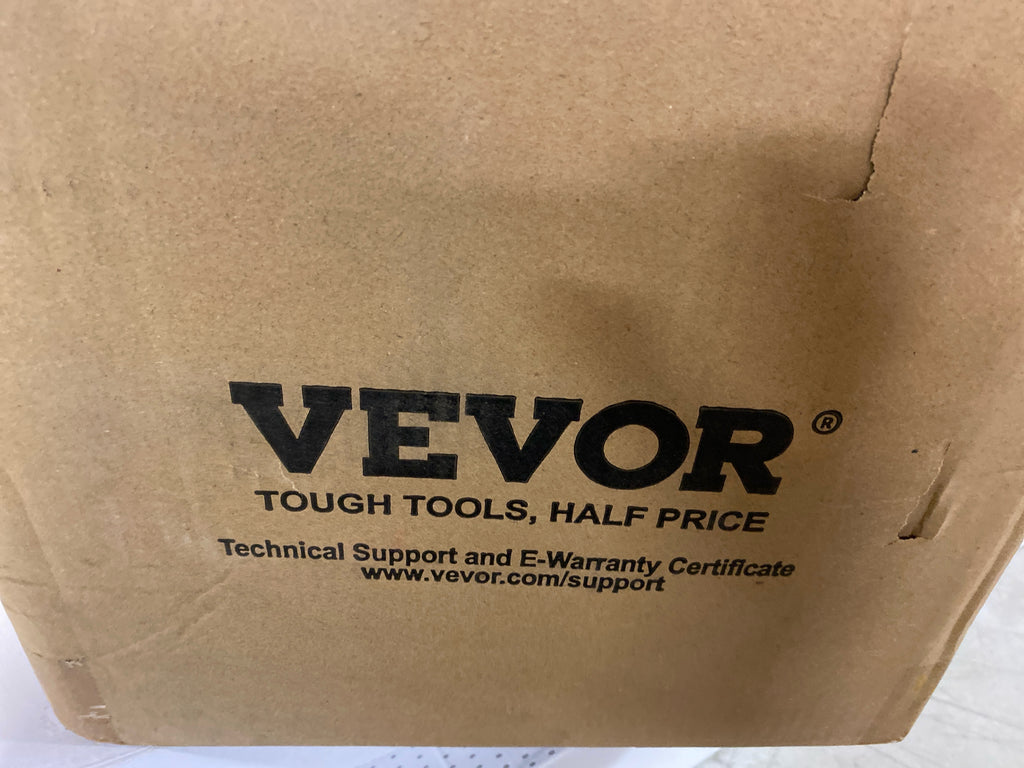 VEVOR®
TOUGH TOOLS, HALF PRICE
Technical Support and E-Warranty Certificate
www.vevor.com/support